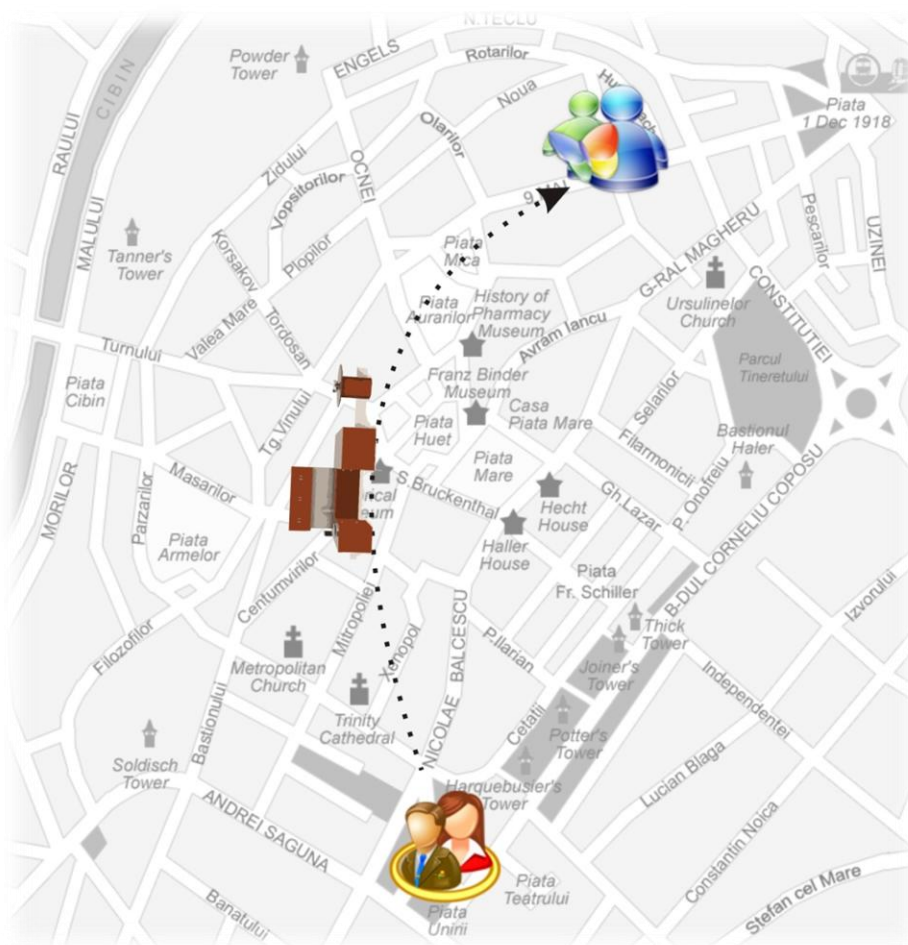 N.TECLU
ENGELS
Rotarilor
Powder
Tower
CIBIN
Noua
Piata
1 Dec 1918
RAULUI
Olarilor
OCNEI
Zidului
Vopsitorilor
MALULUI
Tanner's
Tower
Korsakov
Plopilor
Piata
Mica
G-RAL MAGHERU
Pescarilor
UZINEI
Ursulinelor
Church
CONSTITUTIEI
Valea Mare
Tordosan
Piata
Aurarilor
History of
Pharmacy
Museum
Avram Iancu
Turnului
Parcul
Tineretului
Piata
Cibin
Tg.Vinului
Franz Binder
Museum
Selarilor
Casa
Piata Mare
Piata
Huet
Filarmonicii
Bastionul
Haler
Piata
Mare
MORILOR
Parzarilor
Masarilor
S.Bruckenthal
Hecht
House
Gh.Lazar
P. Onofreiu
Haller
House
Piata
Armelor
B-DUL CORNELIU COPOSU
Piata
Fr. Schiller
Centumvirilor
Mitropoliei
Izvorului
Filozofilor
Xenopol
NICOLAE BALCESCU
P.Ilarian
Thick
Tower
Joiner's
Tower
Metropolitan
Church
Independentei
Trinity
Cathedral
Cetatii
Potter's
Tower
Bastionului
Soldisch
Tower
Lucian Blaga
Harquebusier's
Tower
ANDREI SAGUNA
Constantin Noica
Piata
Teatrului
Stefan cel Mare
Banatului
Piata
Unirii